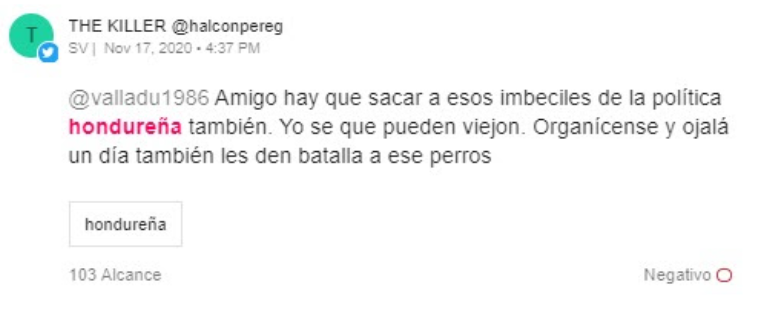 T
THE KILLER @halconpereg
SV | Nov 17, 2020 • 4:37 PM
@valladu1986 Amigo hay que sacar a esos imbeciles de la política
hondureña también. Yo se que pueden viejon. Organícense y ojalá
un día también les den batalla a ese perros
hondureña
103 Alcance
Negativo